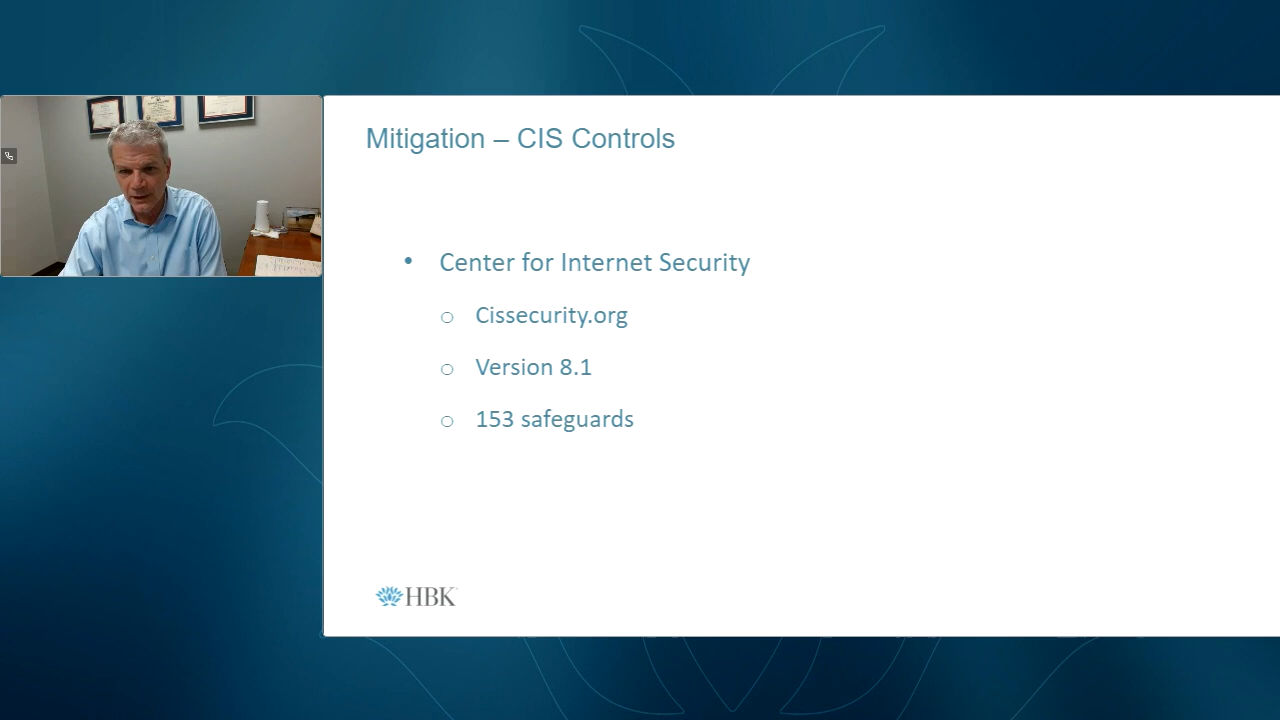 Mitigation – CIS Controls
• Center for Internet Security
o Cissecurity.org
o Version 8.1
o 153 safeguards
HBK